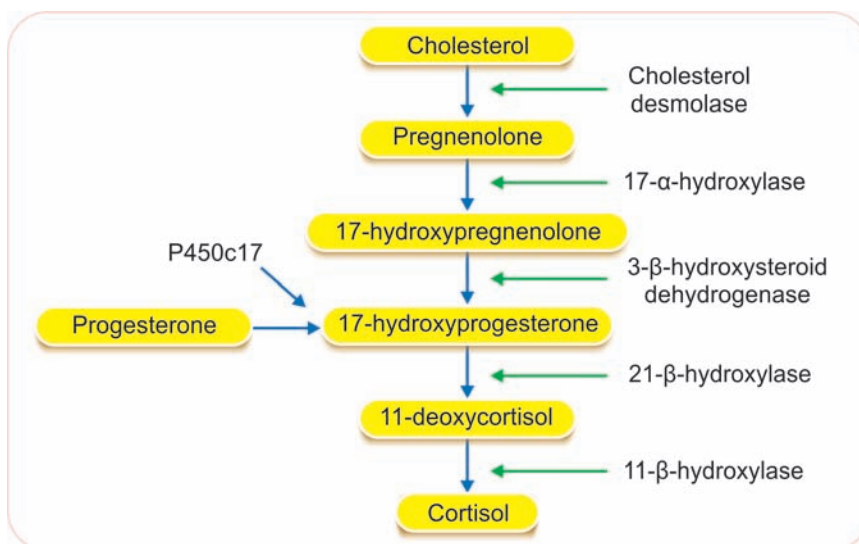 Cholesterol
Cholesterol
desmolase
Pregnenolone
17-α-hydroxylase
17-hydroxypregnenolone
P450c17
3-β-hydroxysteroid
dehydrogenase
Progesterone
17-hydroxyprogesterone
21-β-hydroxylase
11-deoxycortisol
11-β-hydroxylase
Cortisol